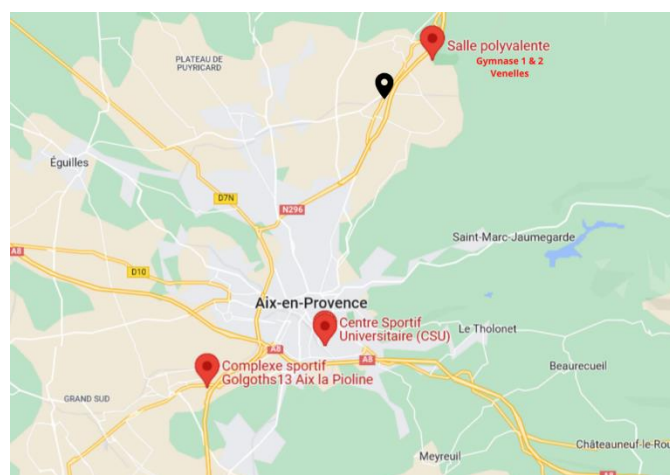 PLATEAU DE
PUYRICARD
Salle polyvalente
Gymnase 1 & 2
Venelles
Éguilles
D7N
N296
A8
Saint-Marc-Jaumegarde
D10
Aix-en-Provence
Centre Sportif
Universitaire (CSU)
Le Tholonet
A8
A8
Complexe sportif
Golgoths13 Aix la Pioline
Beaurecueil
GRAND SUD
Châteauneuf-le-Rou
Meyreuil
A8